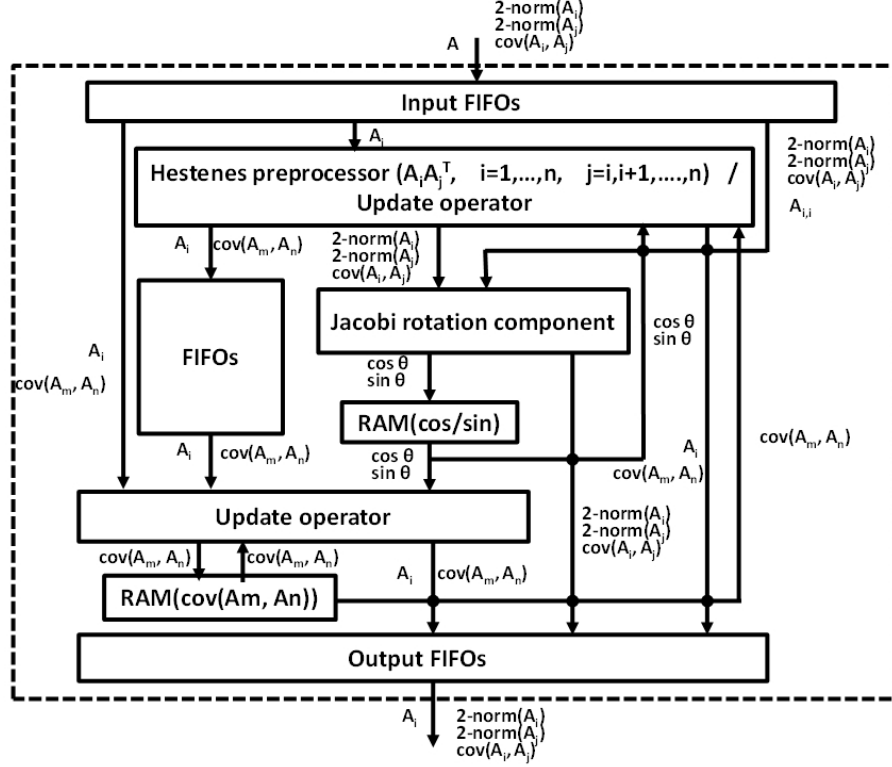 2-norm(Aᵢ)
2-norm(Aⱼ)
A cov(Aᵢ, Aⱼ)
Input FIFOs
Aᵢ
2-norm(Aᵢ)
2-norm(Aⱼ)
cov(Aᵢ, Aⱼ)
Aᵢ,ᵢ
Hestenes preprocessor (AᵢAⱼᵀ, i=1,...,n, j=i,i+1,....,n) /
Update operator
Aᵢ cov(Aₘ, Aₙ)
2-norm(Aᵢ)
2-norm(Aⱼ)
cov(Aᵢ, Aⱼ)
FIFOs
Jacobi rotation component
cos θ
sin θ
Aᵢ
cov(Aₘ, Aₙ)
cos θ
sin θ
RAM(cos/sin)
cos θ
sin θ
Aᵢ cov(Aₘ, Aₙ)
Aᵢ
cov(Aₘ, Aₙ)
cov(Aₘ, Aₙ)
Update operator
2-norm(Aᵢ)
2-norm(Aⱼ)
cov(Aᵢ, Aⱼ)
cov(Aₘ, Aₙ) cov(Aₘ, Aₙ)
Aᵢ cov(Aₘ, Aₙ)
RAM(cov(Am, An))
Output FIFOs
Aᵢ
2-norm(Aᵢ)
2-norm(Aⱼ)
cov(Aᵢ, Aⱼ)